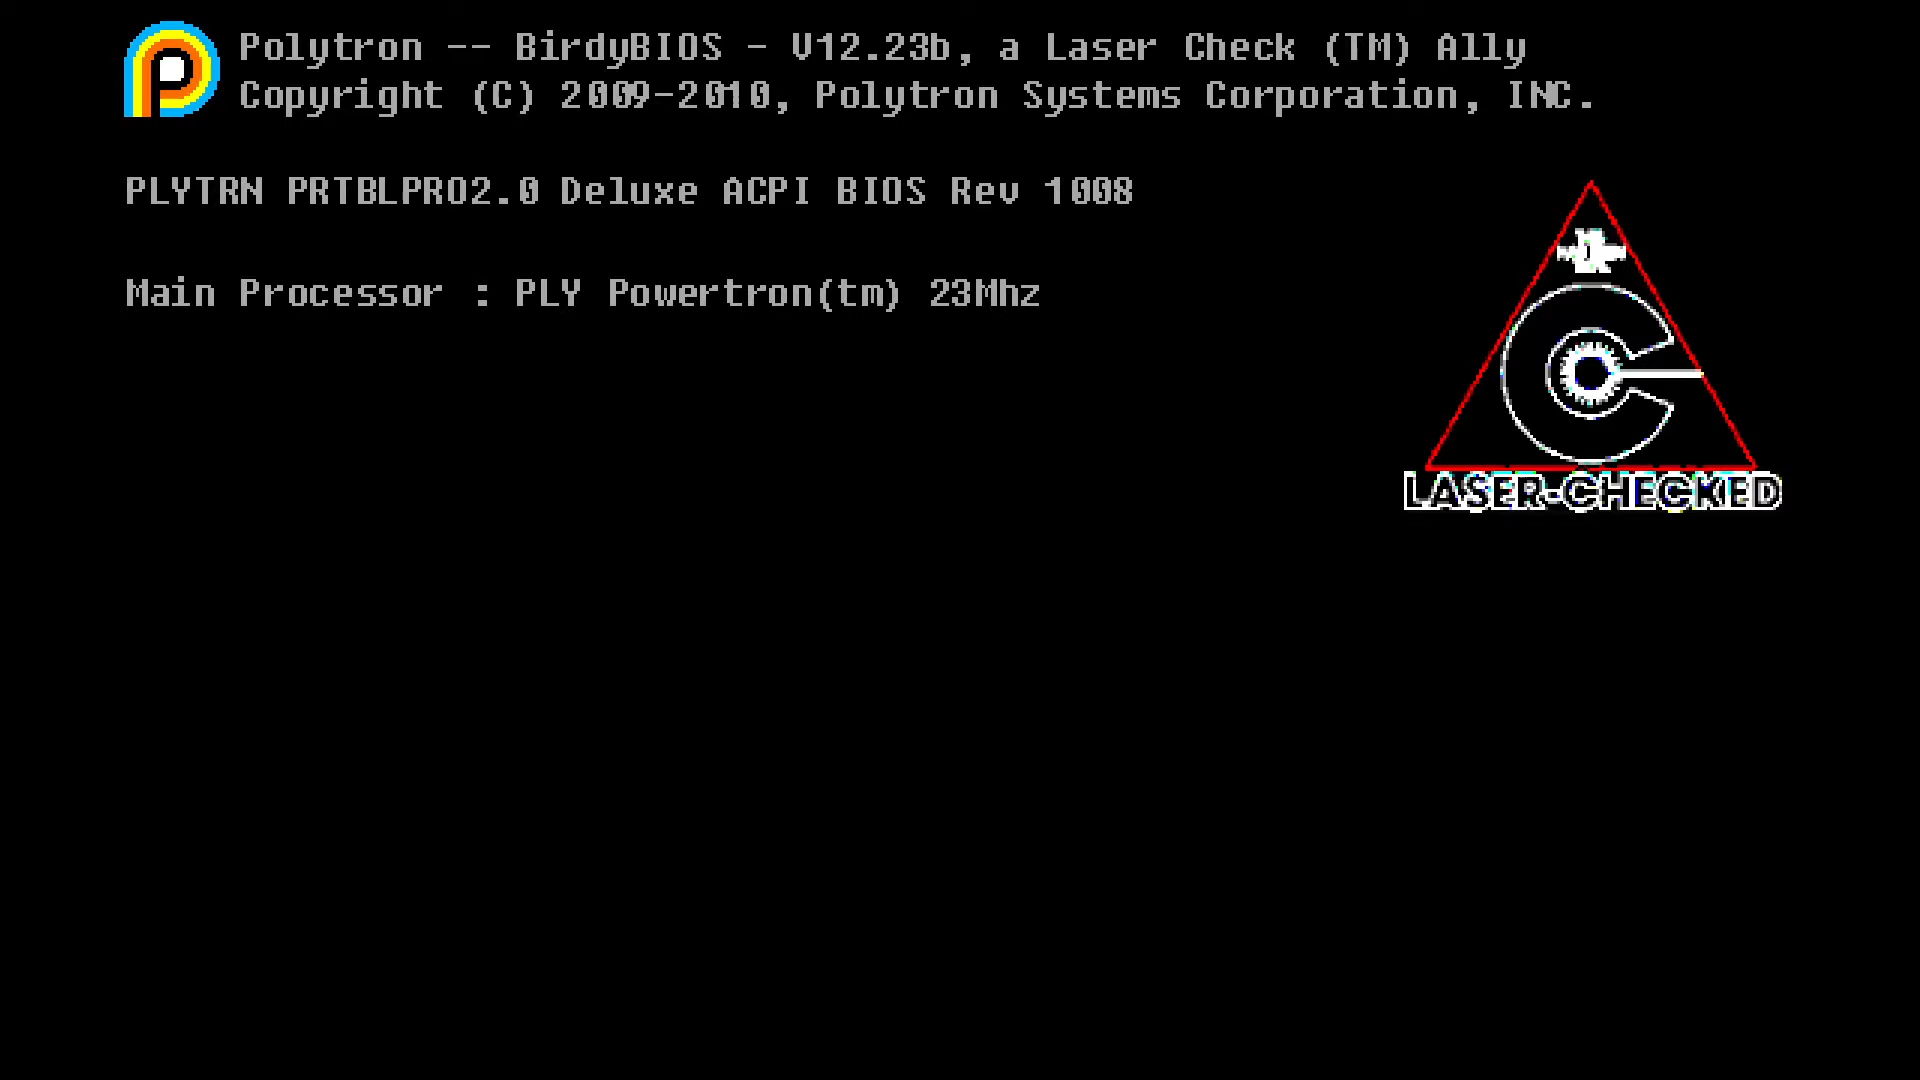 Polytron -- BirdyBIOS - V12.23b, a Laser Check (TM) Ally
Copyright (C) 2009-2010, Polytron Systems Corporation, INC.
PLYTRN PRTBLPRO2.0 Deluxe ACPI BIOS Rev 1008
Main Processor : PLY Powertron(tm) 23Mhz
LASER-CHECKED